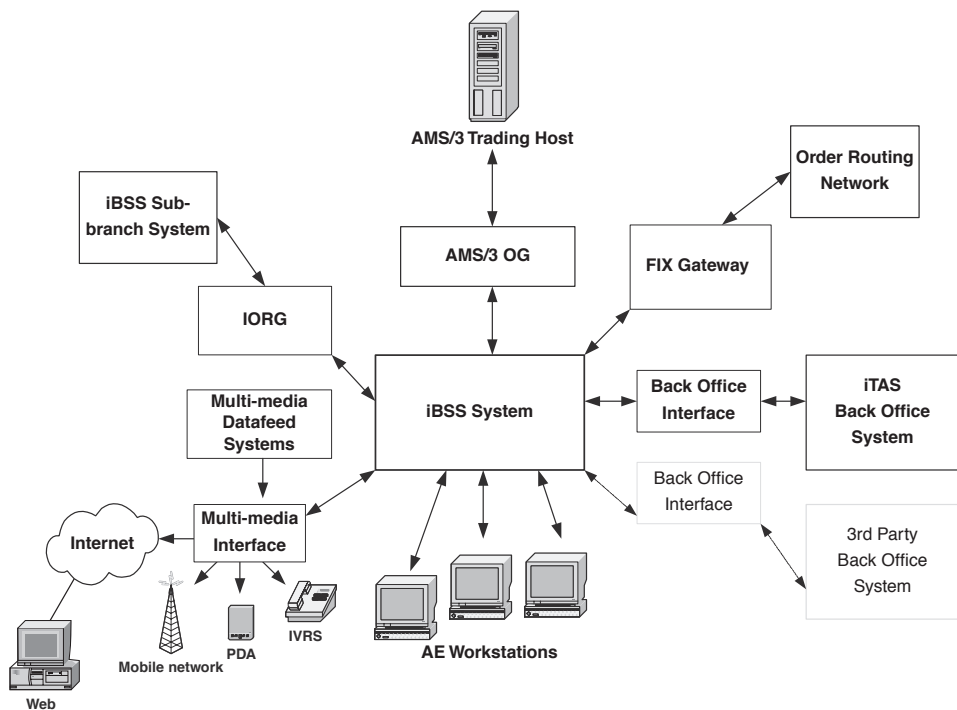 AMS/3 Trading Host
Order Routing
Network
iBSS Sub-
branch System
AMS/3 OG
FIX Gateway
IORG
iBSS System
Back Office
Interface
iTAS
Back Office
System
Multi-media
Datafeed
Systems
Back Office
Interface
Multi-media
Interface
Internet
3rd Party
Back Office
System
IVRS
PDA
Mobile network
AE Workstations
Web